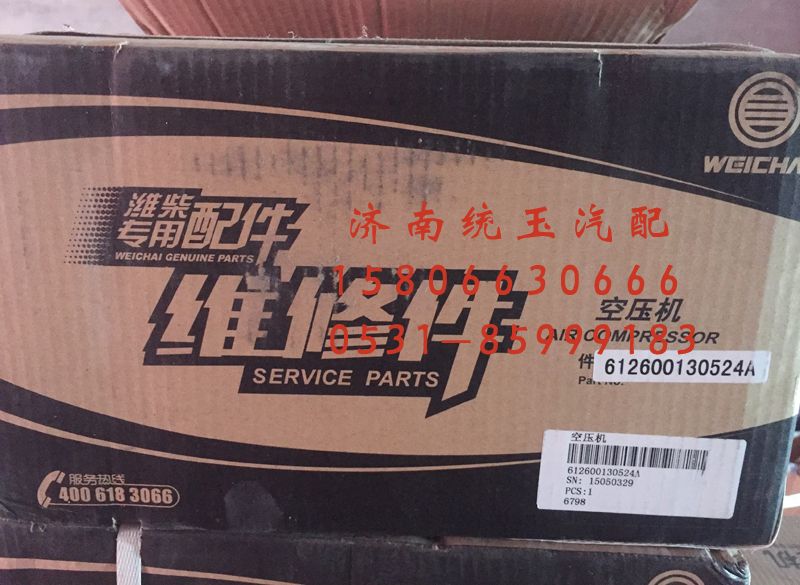 WEICHA
潍柴
专用配件
WEICHAI GENUINE PARTS
济南统玉汽配
15806630666
0531-85999183
维修件
SERVICE PARTS
空压机
AIR COMPRESSOR
件
612600130524A
Part No.
空压机
612600130524A
SN: 15050329
PCS:1
6798
服务热线
400 618 3066